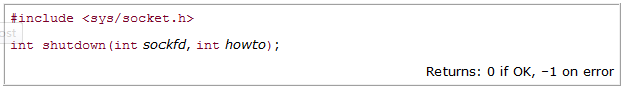 #include <sys/socket.h>
int shutdown(int sockfd, int howto);
Returns: 0 if OK, –1 on error